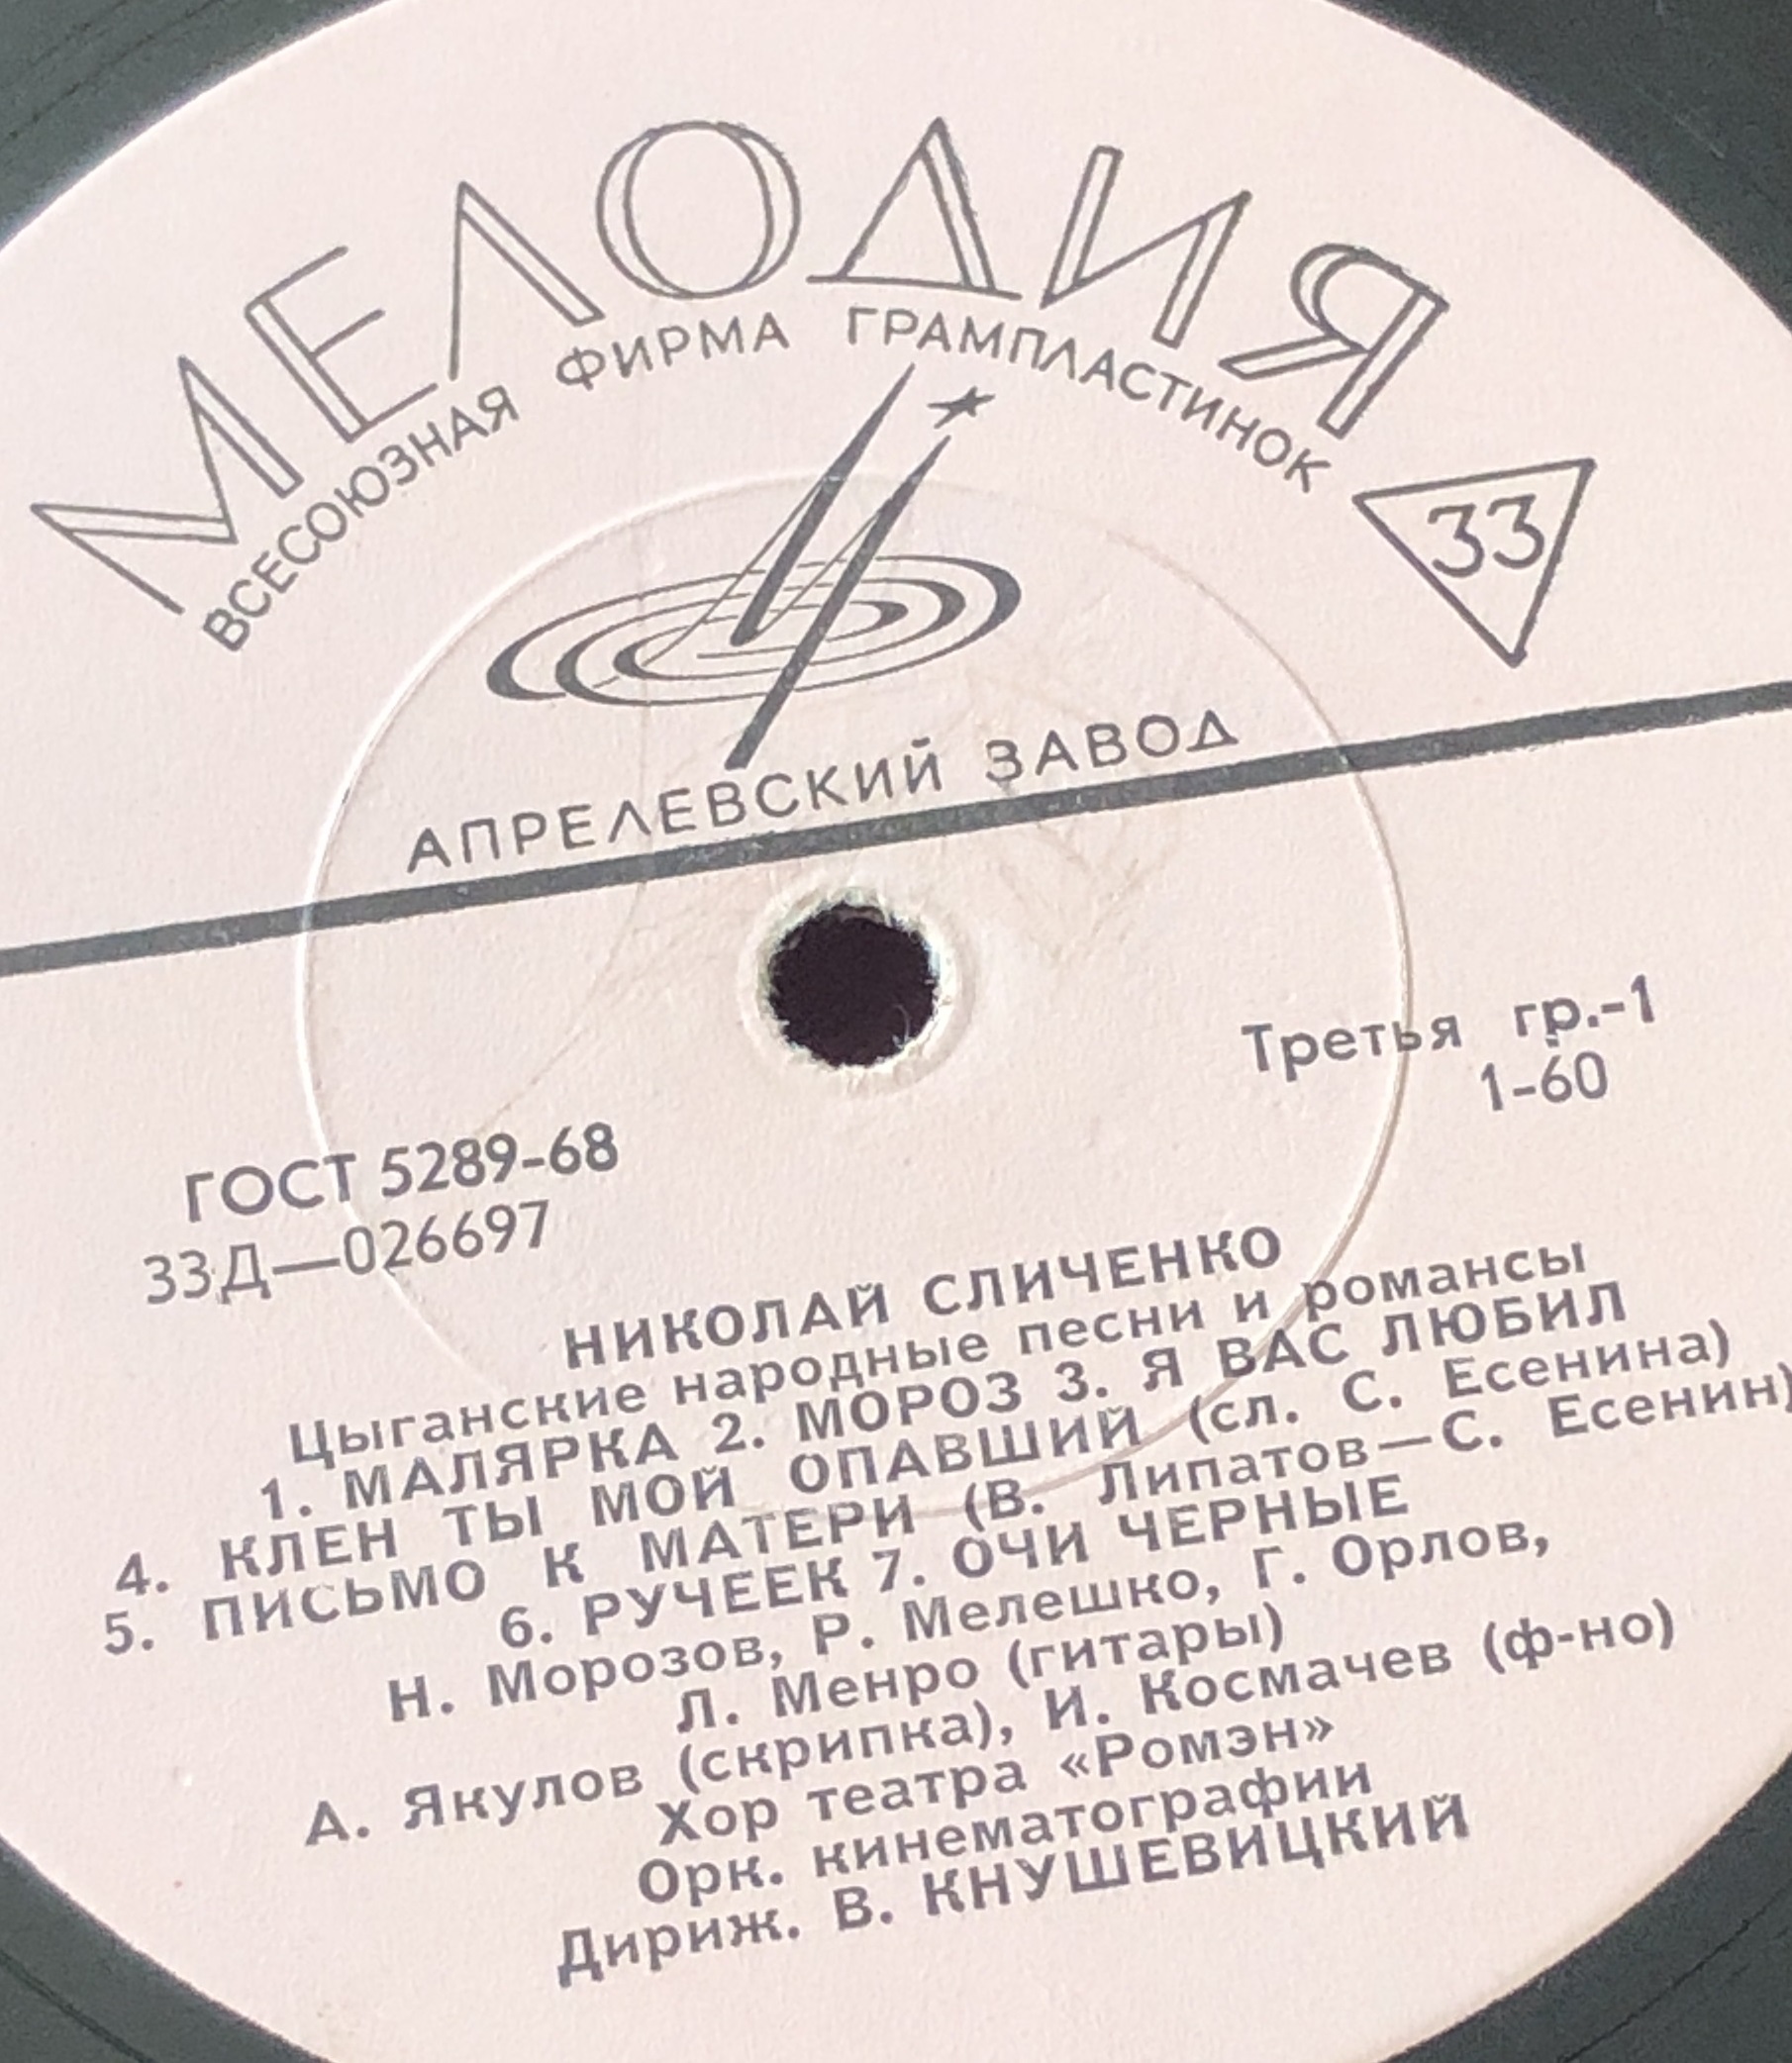 МЕЛОДИЯ
ВСЕСОЮЗНАЯ ФИРМА ГРАМПЛАСТИНОК
33
АПРЕЛЕВСКИЙ ЗАВОД
Третья гр.-1
1-60
ГОСТ 5289-68
33Д—026697
НИКОЛАЙ СЛИЧЕНКО
Цыганские народные песни и романсы
1. МАЛЯРКА 2. МОРОЗ 3. Я ВАС ЛЮБИЛ
4. КЛЕН ТЫ МОЙ ОПАВШИЙ (сл. С. Есенина)
5. ПИСЬМО К МАТЕРИ (В. Липатов—С. Есенин)
6. РУЧЕЕК 7. ОЧИ ЧЕРНЫЕ
Н. Морозов, Р. Мелешко, Г. Орлов,
Л. Менро (гитары)
А. Якулов (скрипка), И. Космачев (ф-но)
Хор театра «Ромэн»
Орк. кинематографии
Дириж. В. КНУШЕВИЦКИЙ